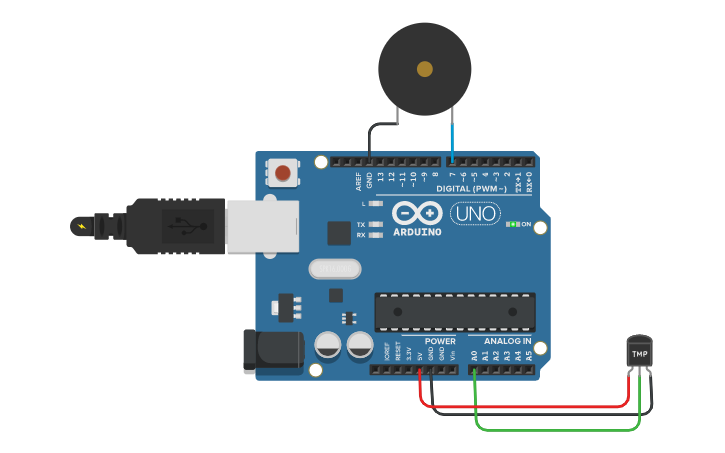 AREF
GND
13
12
~11
~10
~9
8
7
~6
~5
4
~3
2
TX→1
RX←0
DIGITAL (PWM~)
L
TX
RX
ARDUINO
UNO
ON
POWER
ANALOG IN
IOREF
RESET
3.3V
5V
GND
GND
Vin
A0
A1
A2
A3
A4
A5
TMP